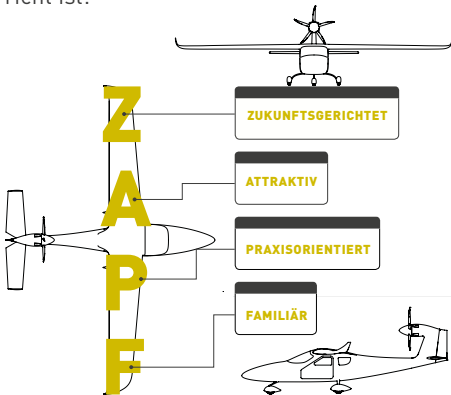 Z
ZUKUNFTSGERICHTET
A
ATTRAKTIV
P
PRAXISORIENTIERT
F
FAMILIÄR